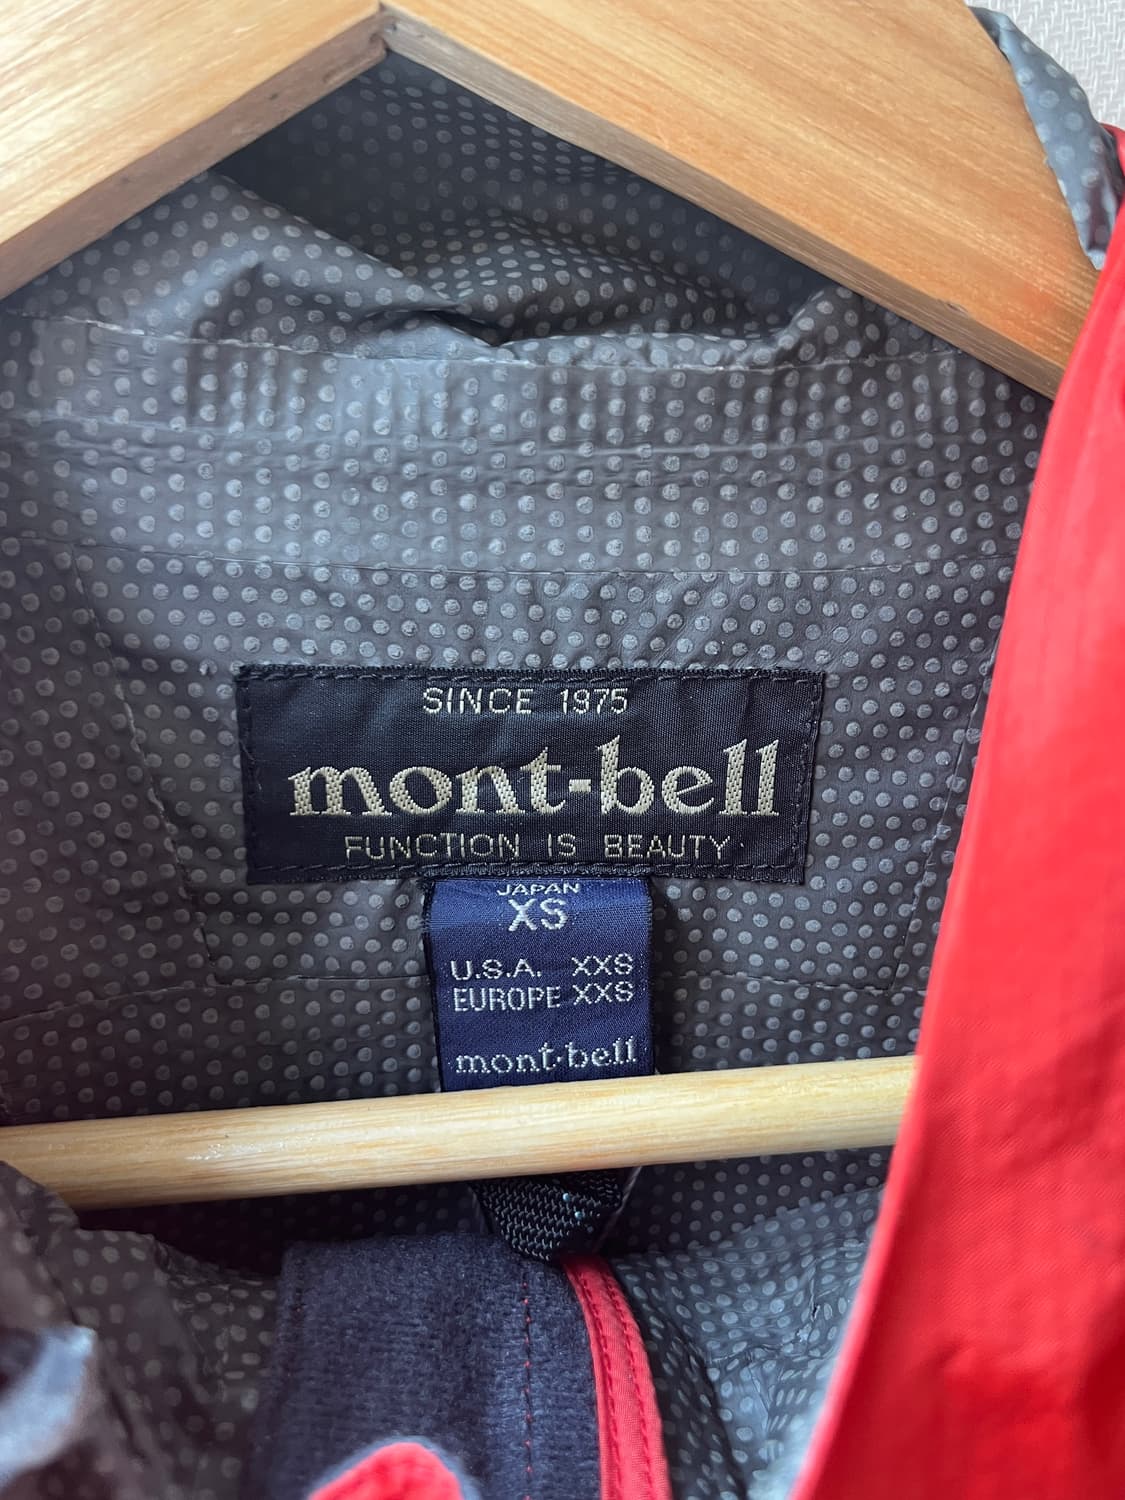 SINCE 1975
mont-bell
FUNCTION IS BEAUTY
JAPAN
XS
U.S.A. XXS
EUROPE XXS
mont-bell